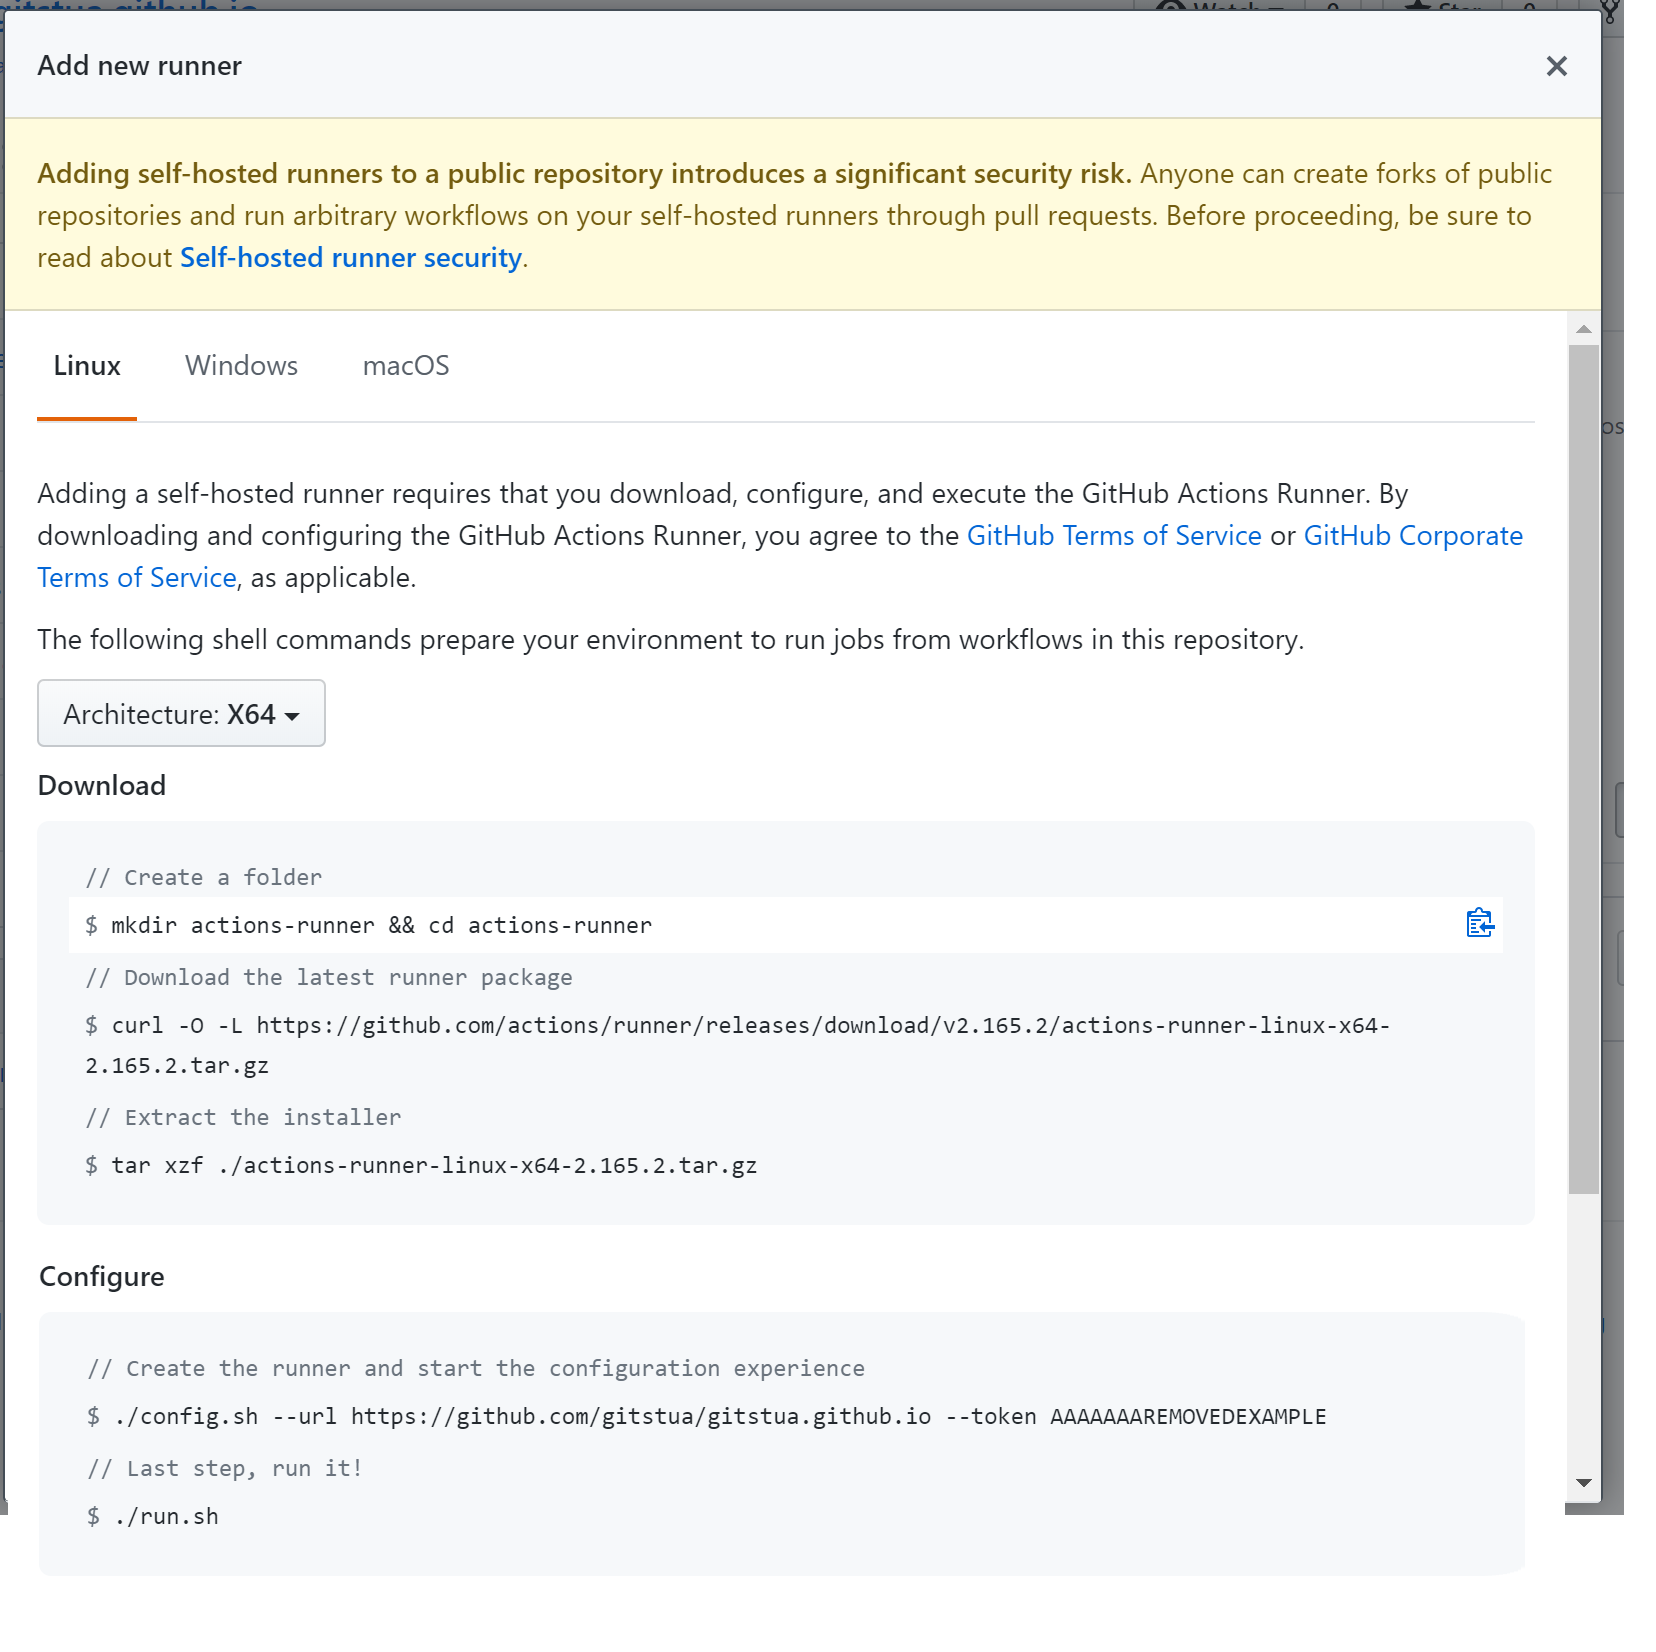 gitstua.github.io
Watch 0 Star 0
Add new runner
Adding self-hosted runners to a public repository introduces a significant security risk. Anyone can create forks of public
repositories and run arbitrary workflows on your self-hosted runners through pull requests. Before proceeding, be sure to
read about Self-hosted runner security.
Linux Windows macOS
os
Adding a self-hosted runner requires that you download, configure, and execute the GitHub Actions Runner. By
downloading and configuring the GitHub Actions Runner, you agree to the GitHub Terms of Service or GitHub Corporate
Terms of Service, as applicable.
The following shell commands prepare your environment to run jobs from workflows in this repository.
Architecture: X64
Download
// Create a folder
$ mkdir actions-runner && cd actions-runner
// Download the latest runner package
$ curl -O -L https://github.com/actions/runner/releases/download/v2.165.2/actions-runner-linux-x64-
2.165.2.tar.gz
// Extract the installer
$ tar xzf ./actions-runner-linux-x64-2.165.2.tar.gz
Configure
// Create the runner and start the configuration experience
$ ./config.sh --url https://github.com/gitstua/gitstua.github.io --token AAAAAAAREMOVEDEXAMPLE
// Last step, run it!
$ ./run.sh